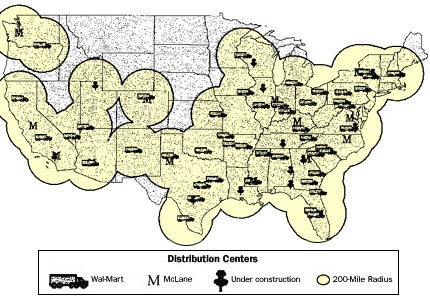 Distribution Centers
Wal-Mart M McLane Under construction 200-Mile Radius